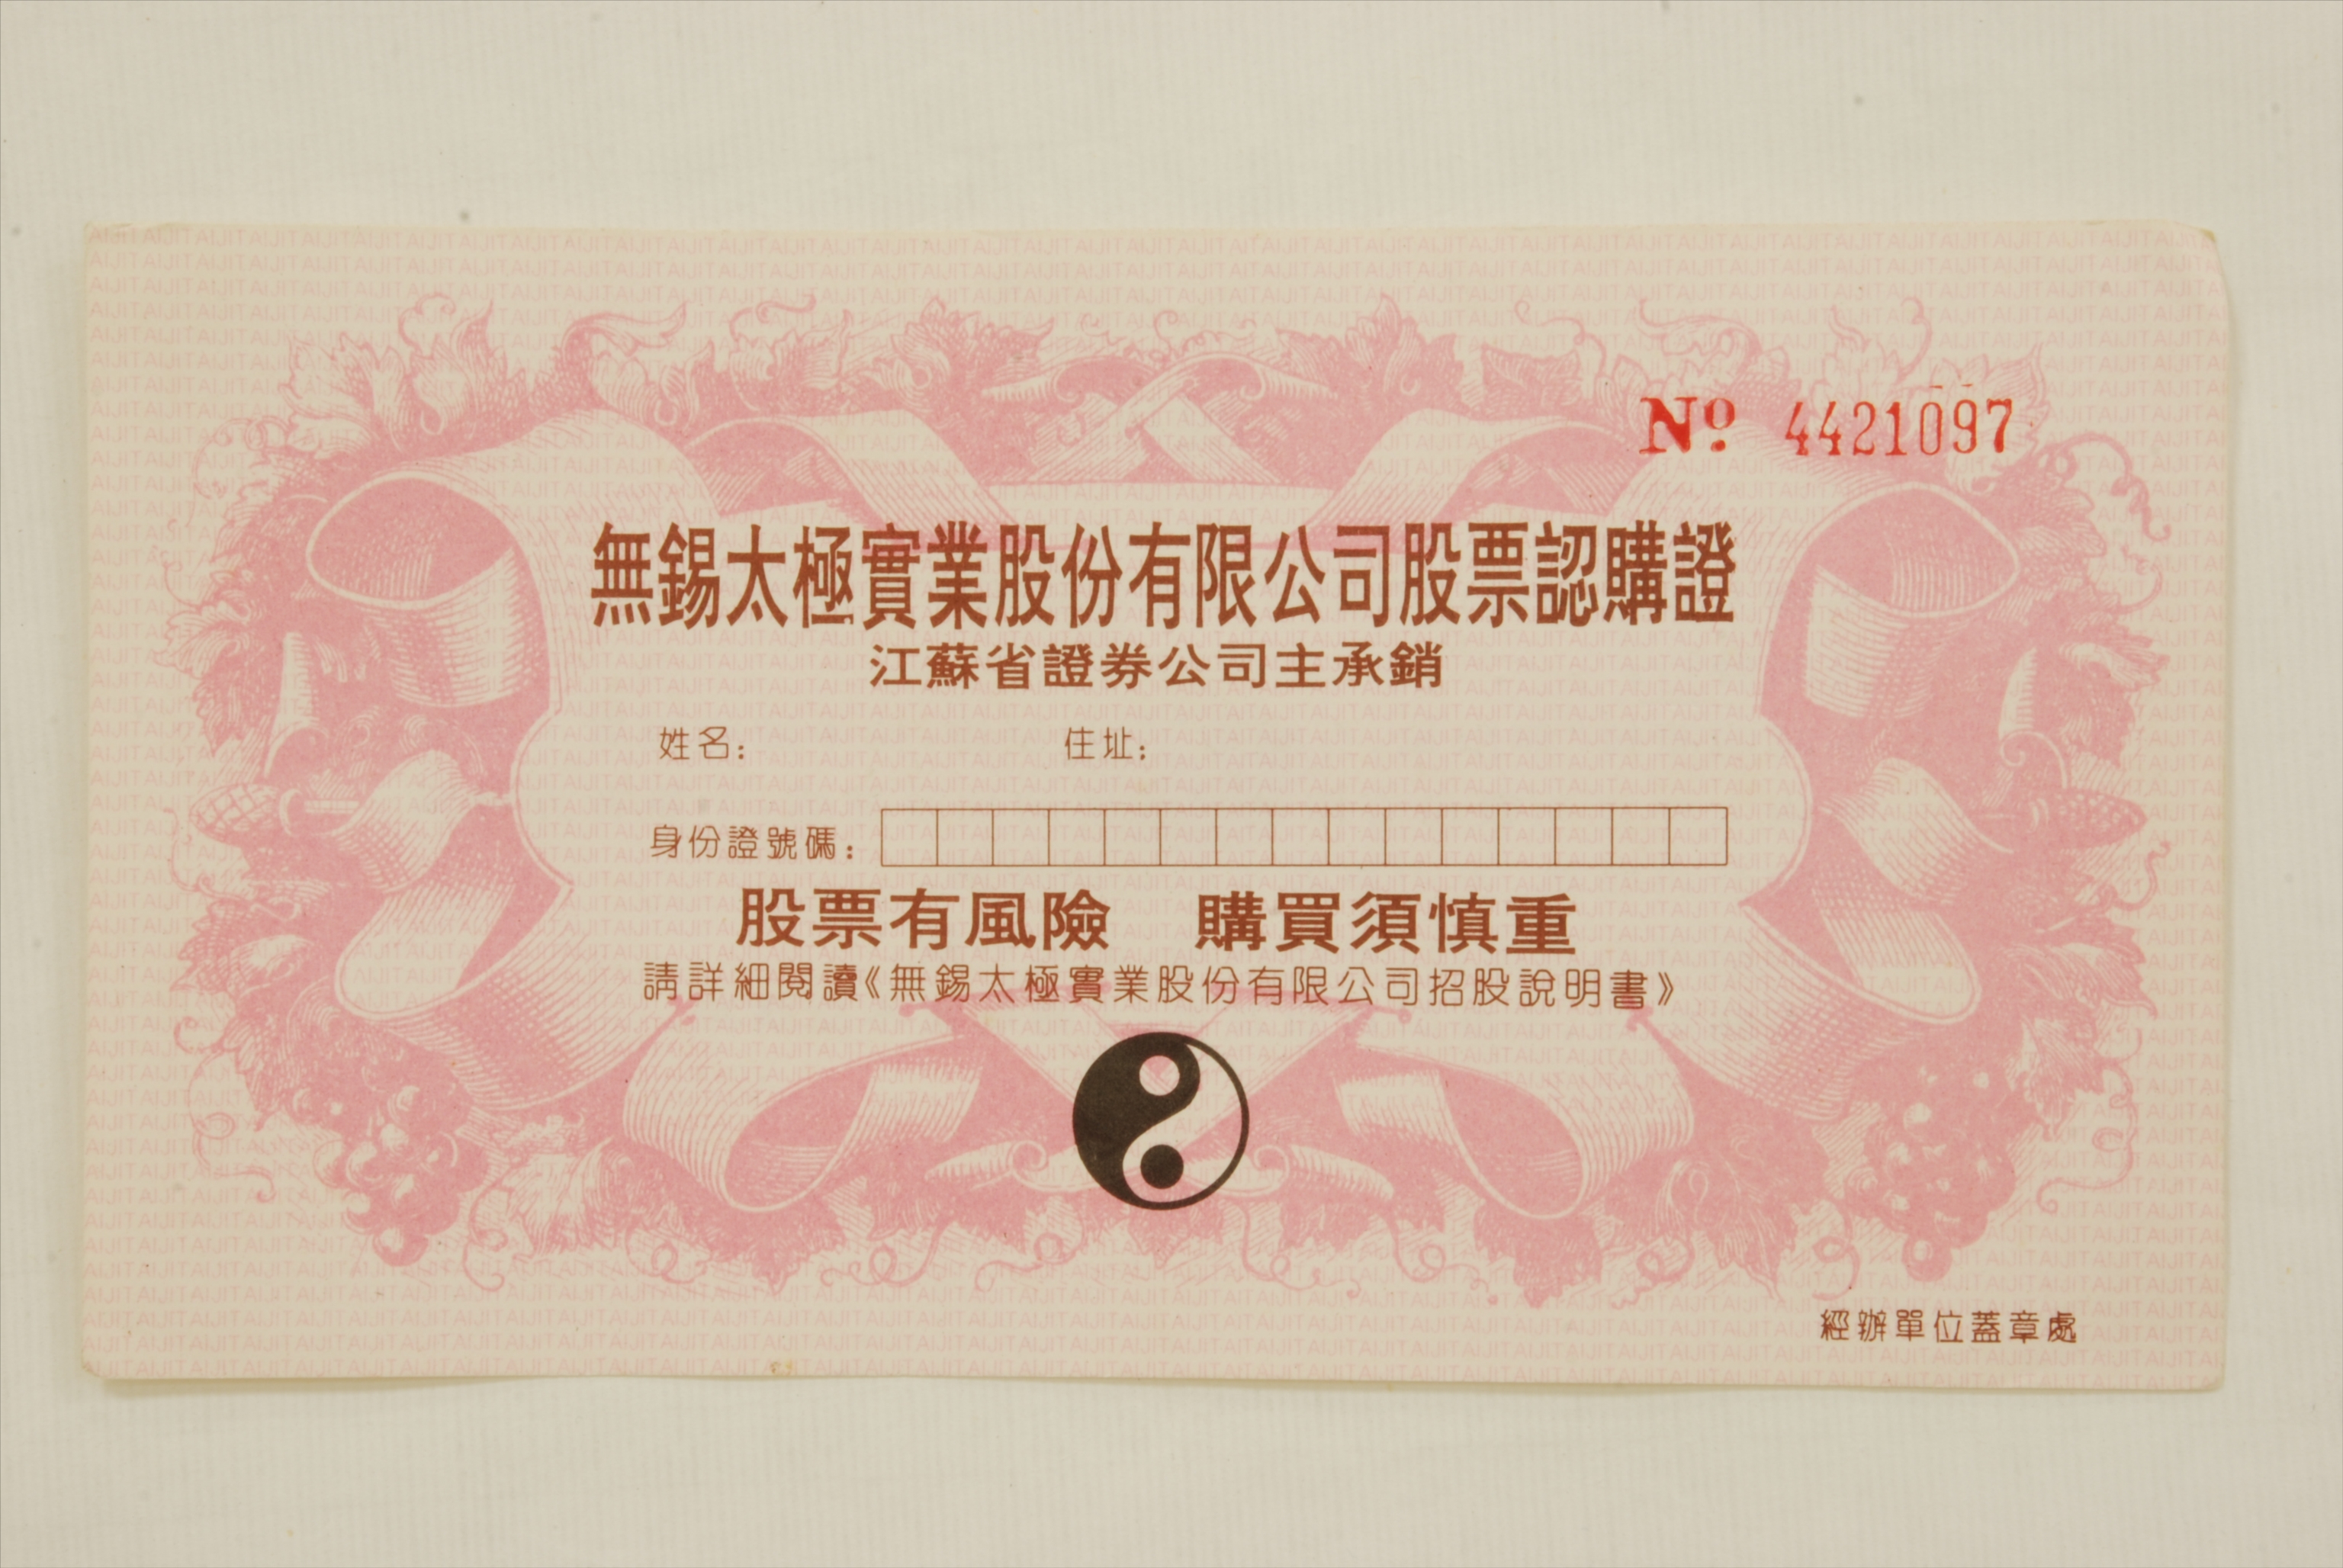 Nº 4421097
無錫太極實業股份有限公司股票認購證
江蘇省證券公司主承銷
姓名： 住址：
身份證號碼：
股票有風險 購買須慎重
請詳細閱讀《無錫太極實業股份有限公司招股說明書》
經辦單位蓋章處